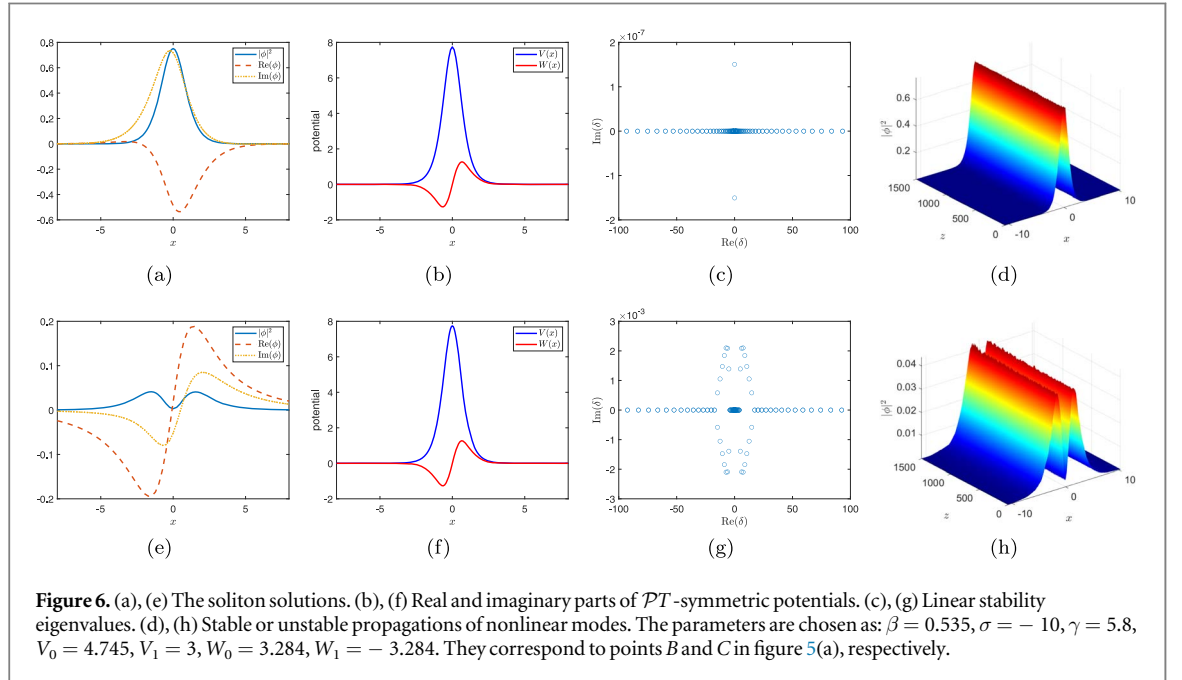 0.8
0.6
0.4
0.2
0
-0.2
-0.4
-0.6
-5 0 5
x
|ϕ|²
Re(ϕ)
Im(ϕ)
(a)
8
6
4
2
0
-2
potential
-5 0 5
x
V(x)
W(x)
(b)
×10⁻⁷
2
1
0
-1
-2
Im(δ)
-100 -50 0 50 100
Re(δ)
(c)
0.6
0.4
0.2
|ϕ|²
1500
1000
500
0
z
-10 0 10
x
(d)
0.2
0.1
0
-0.1
0.2
-5 0 5
x
|ϕ|²
Re(ϕ)
Im(ϕ)
(e)
8
6
4
2
0
-2
potential
-5 0 5
x
V(x)
W(x)
(f)
×10⁻³
3
2
1
0
-1
-2
-3
Im(δ)
-100 -50 0 50 100
Re(δ)
(g)
0.04
0.03
0.02
0.01
|ϕ|²
1500
1000
500
0
z
-10 0 10
x
(h)
Figure 6. (a), (e) The soliton solutions. (b), (f) Real and imaginary parts of 𝒫T-symmetric potentials. (c), (g) Linear stability
eigenvalues. (d), (h) Stable or unstable propagations of nonlinear modes. The parameters are chosen as: β = 0.535, σ = − 10, γ = 5.8,
V₀ = 4.745, V₁ = 3, W₀ = 3.284, W₁ = − 3.284. They correspond to points B and C in figure 5(a), respectively.